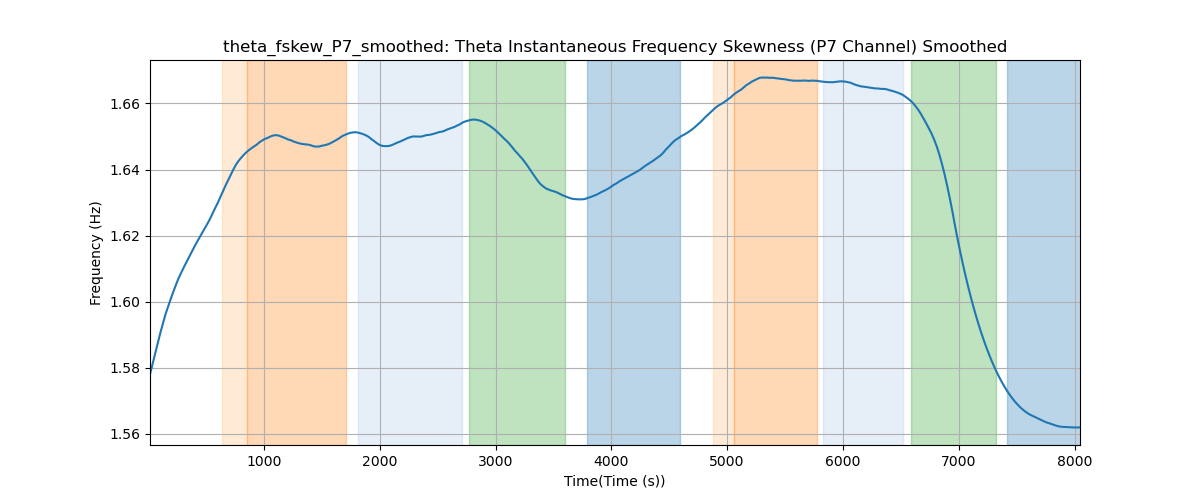 theta_fskew_P7_smoothed: Theta Instantaneous Frequency Skewness (P7 Channel) Smoothed
Frequency (Hz)
1.66
1.64
1.62
1.60
1.58
1.56
1000 2000 3000 4000 5000 6000 7000 8000
Time(Time (s))